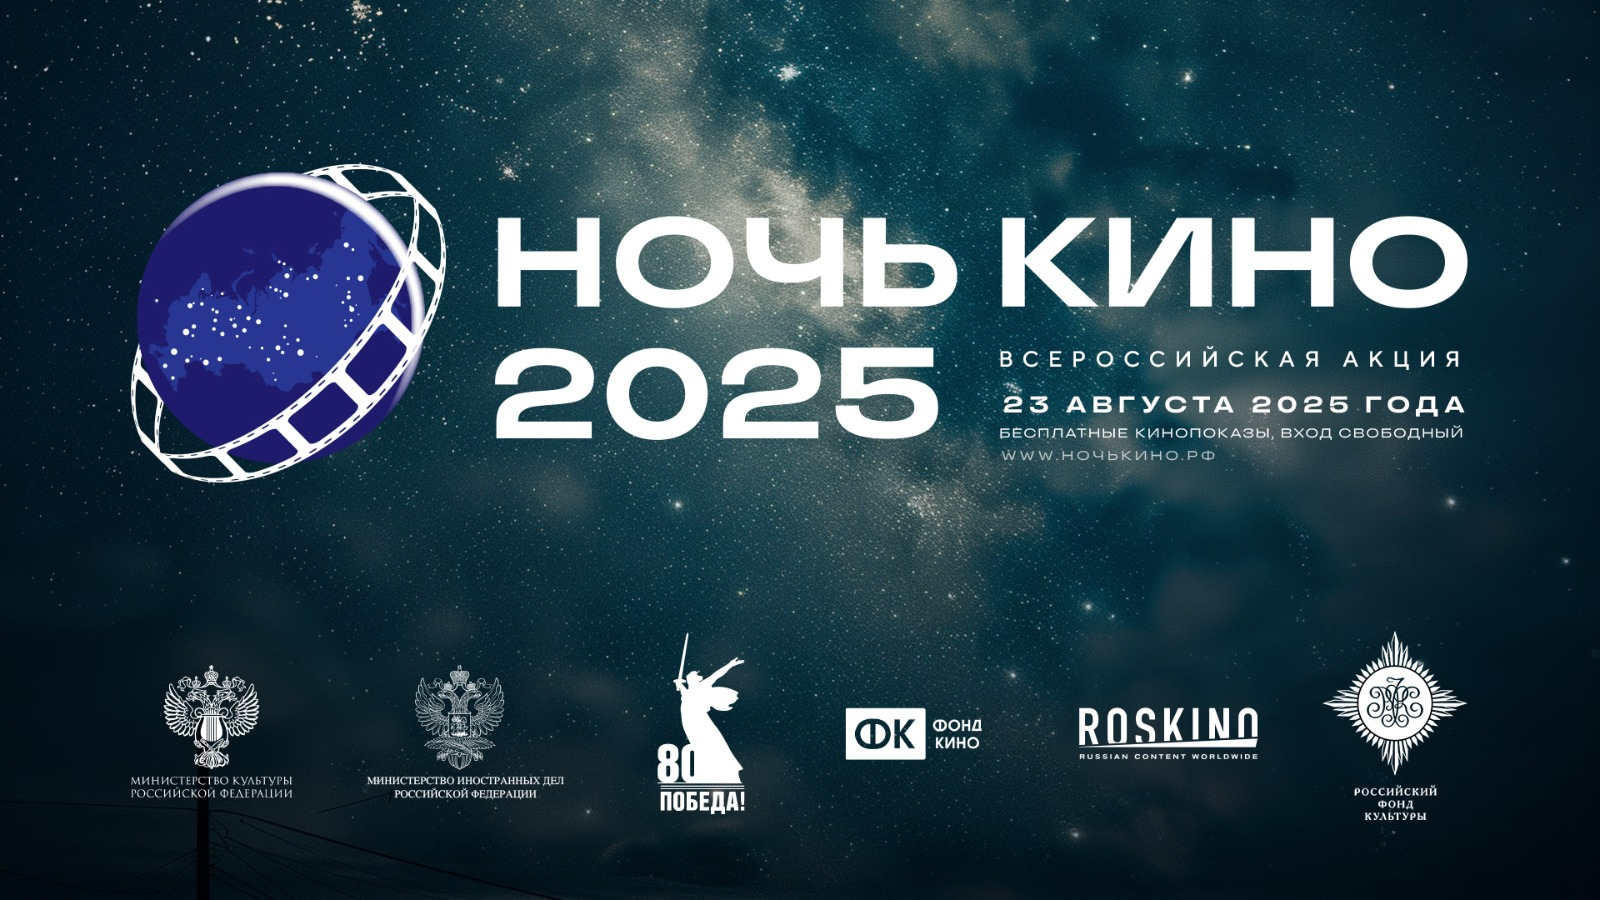 НОЧЬ КИНО
2025
ВСЕРОССИЙСКАЯ АКЦИЯ
23 АВГУСТА 2025 ГОДА
БЕСПЛАТНЫЕ КИНОПОКАЗЫ, ВХОД СВОБОДНЫЙ
WWW.НОЧЬКИНО.РФ
МИНИСТЕРСТВО КУЛЬТУРЫ
РОССИЙСКОЙ ФЕДЕРАЦИИ
МИНИСТЕРСТВО ИНОСТРАННЫХ ДЕЛ
РОССИЙСКОЙ ФЕДЕРАЦИИ
80
ПОБЕДА!
ФК
ФОНД
КИНО
ROSKINO
RUSSIAN CONTENT WORLDWIDE
РОССИЙСКИЙ
ФОНД
КУЛЬТУРЫ